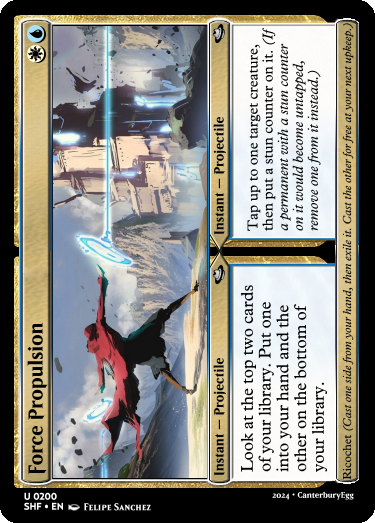 Force Propulsion
Instant — Projectile
Look at the top two cards
of your library. Put one
into your hand and the
other on the bottom of
your library.
Instant — Projectile
Tap up to one target creature,
then put a stun counter on it. (If
a permanent with a stun counter
on it would become untapped,
remove one from it instead.)
Ricochet (Cast one side from your hand, then exile it. Cast the other for free at your next upkeep.)
U 0200
SHF • EN Felipe Sanchez
2024 • CanterburyEgg